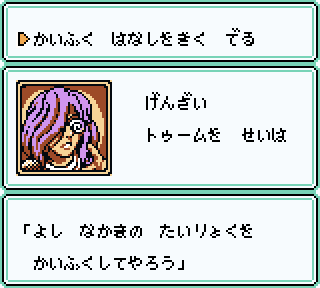 ▶かいふく はなしをきく でる
げんざい
トゥームを せいは
「よし なかまの たいりょくを
かいふくしてやろう」